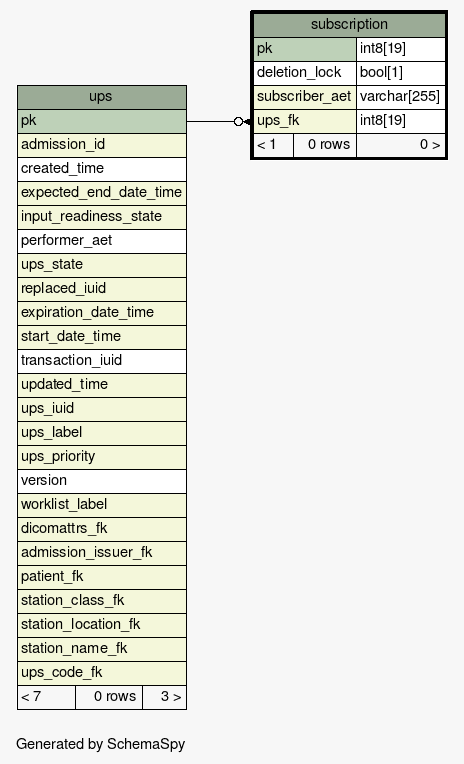 subscription
pk int8[19]
deletion_lock bool[1]
subscriber_aet varchar[255]
ups_fk int8[19]
< 1 0 rows 0 >
ups
pk
admission_id
created_time
expected_end_date_time
input_readiness_state
performer_aet
ups_state
replaced_iuid
expiration_date_time
start_date_time
transaction_iuid
updated_time
ups_iuid
ups_label
ups_priority
version
worklist_label
dicomattrs_fk
admission_issuer_fk
patient_fk
station_class_fk
station_location_fk
station_name_fk
ups_code_fk
< 7 0 rows 3 >
Generated by SchemaSpy